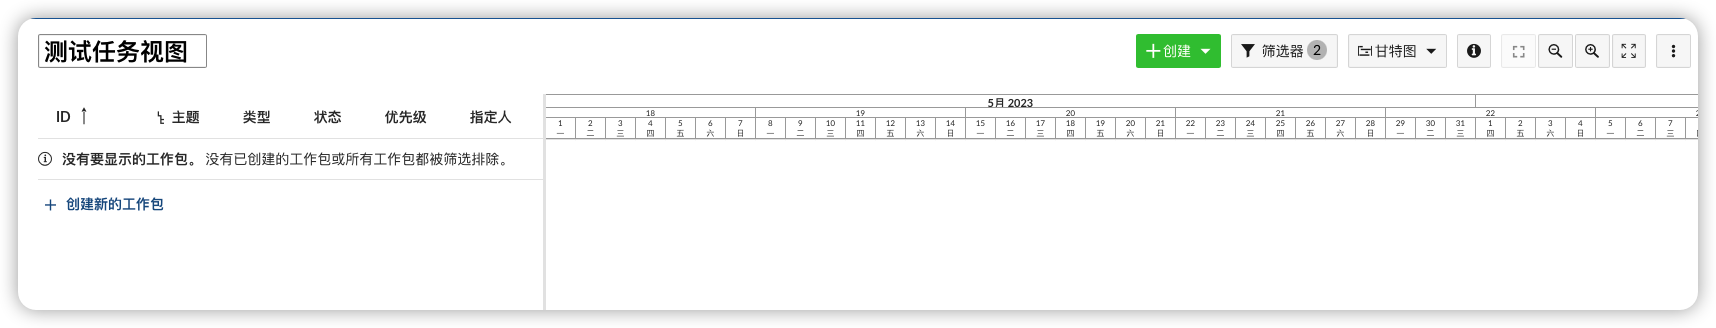 测试任务视图
创建 筛选器 2 甘特图
ID 主题 类型 状态 优先级 指定人
没有要显示的工作包。 没有已创建的工作包或所有工作包都被筛选排除。
创建新的工作包
5月 2023
18 19 20 21 22
1 2 3 4 5 6 7 8 9 10 11 12 13 14 15 16 17 18 19 20 21 22 23 24 25 26 27 28 29 30 31 1 2 3 4 5 6 7
一 二 三 四 五 六 日 一 二 三 四 五 六 日 一 二 三 四 五 六 日 一 二 三 四 五 六 日 一 二 三 四 五 六 日 一 二 三